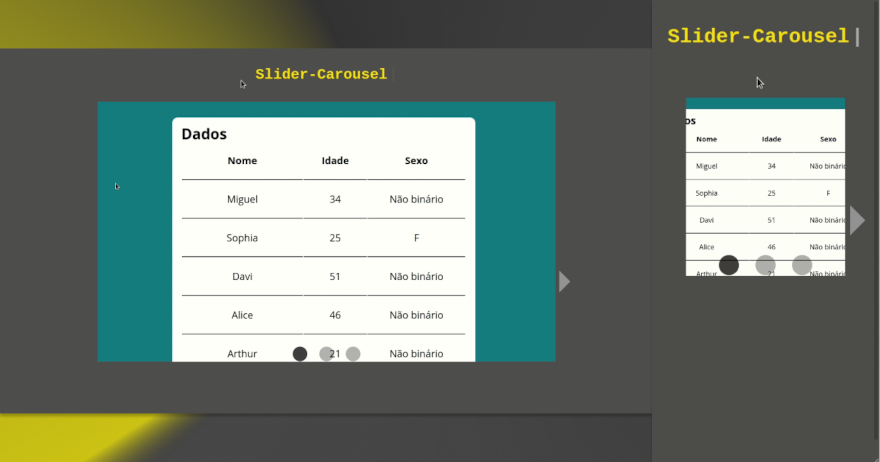 Slider-Carousel
Dados
Nome Idade Sexo
Miguel 34 Não binário
Sophia 25 F
Davi 51 Não binário
Alice 46 Não binário
Arthur 21 Não binário
Slider-Carousel
os
Nome Idade Sexo
Miguel 34 Não binário
Sophia 25 F
Davi 51 Não binário
Alice 46 Não binário
Arthur 21 Não binário